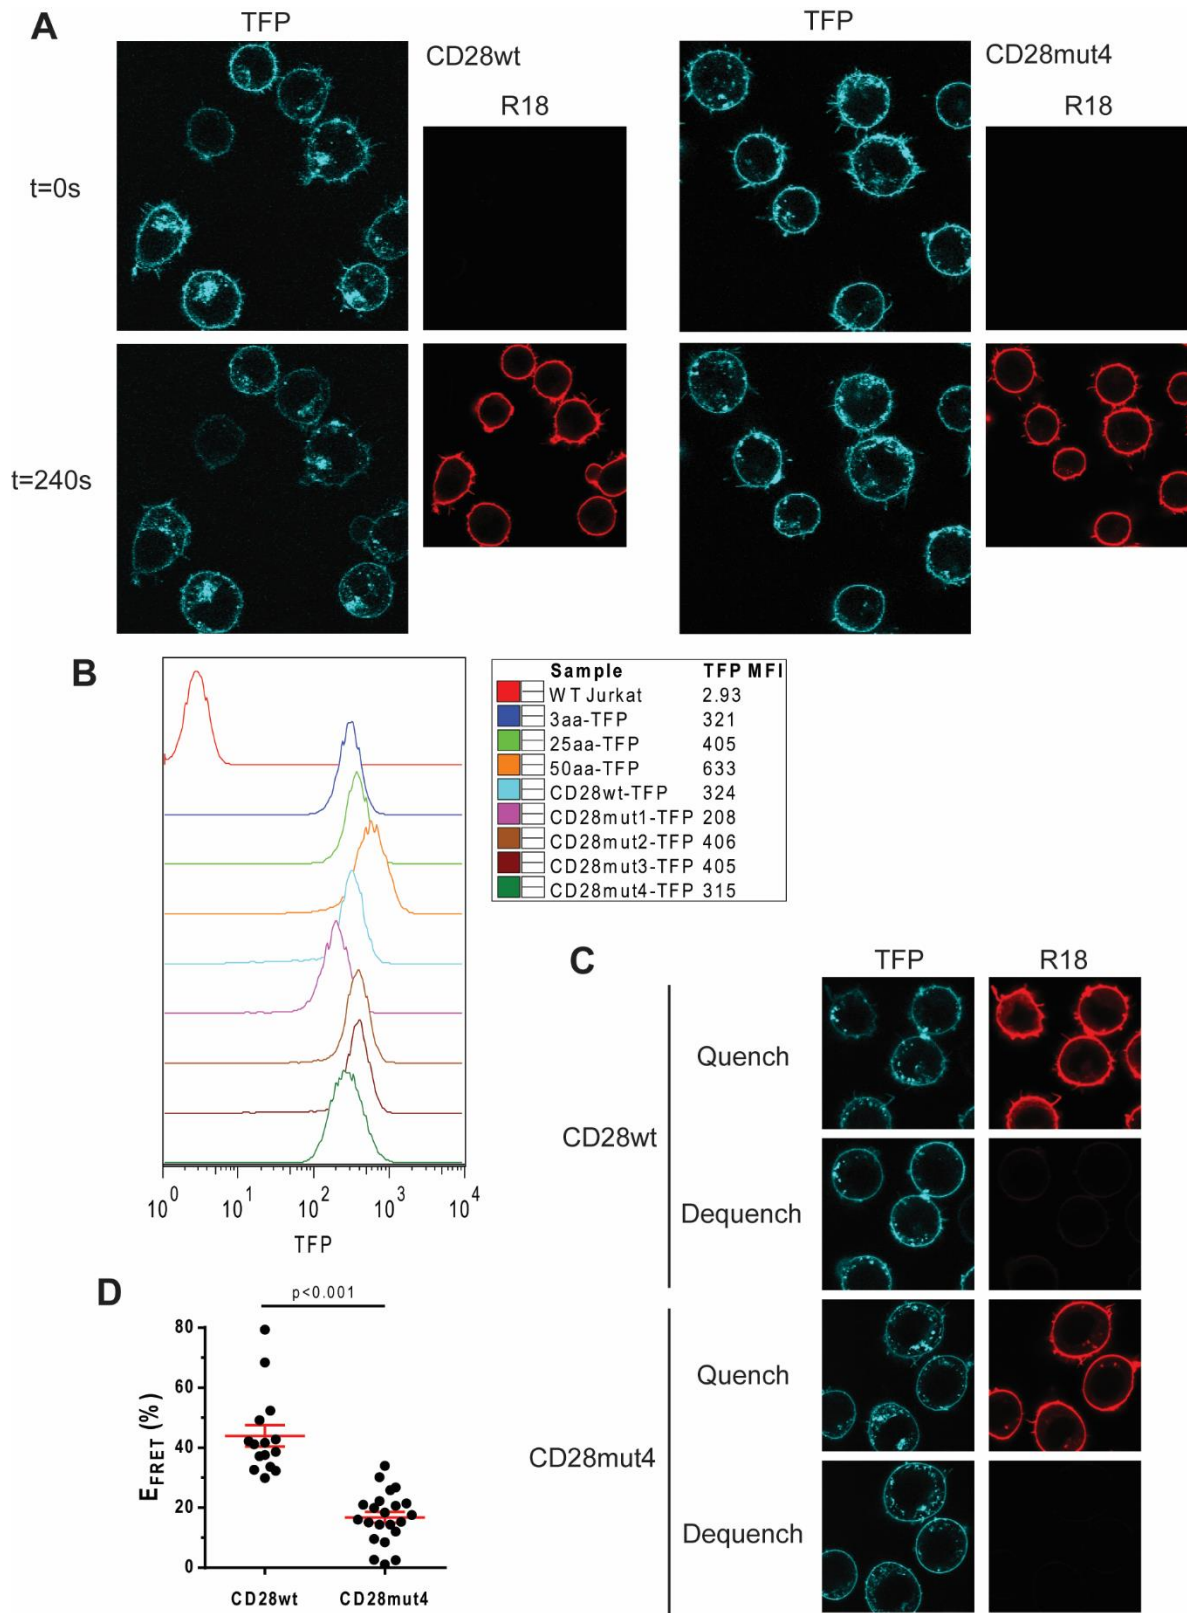 A
TFP
CD28wt
R18
TFP
CD28mut4
R18
t=0s
t=240s
B
Sample TFP MFI
WT Jurkat 2.93
3aa-TFP 321
25aa-TFP 405
50aa-TFP 633
CD28wt-TFP 324
CD28mut1-TFP 208
CD28mut2-TFP 406
CD28mut3-TFP 405
CD28mut4-TFP 315
10^0 10^1 10^2 10^3 10^4
TFP
C
TFP R18
CD28wt
Quench
Dequench
CD28mut4
Quench
Dequench
D
p<0.001
E_FRET (%)
80
60
40
20
0
CD28wt CD28mut4